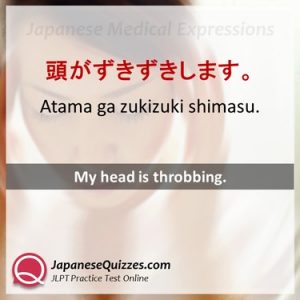 Japanese Medical Expressions
頭がずきずきします。
Atama ga zukizuki shimasu.
My head is throbbing.
JapaneseQuizzes.com
JLPT Practice Test Online